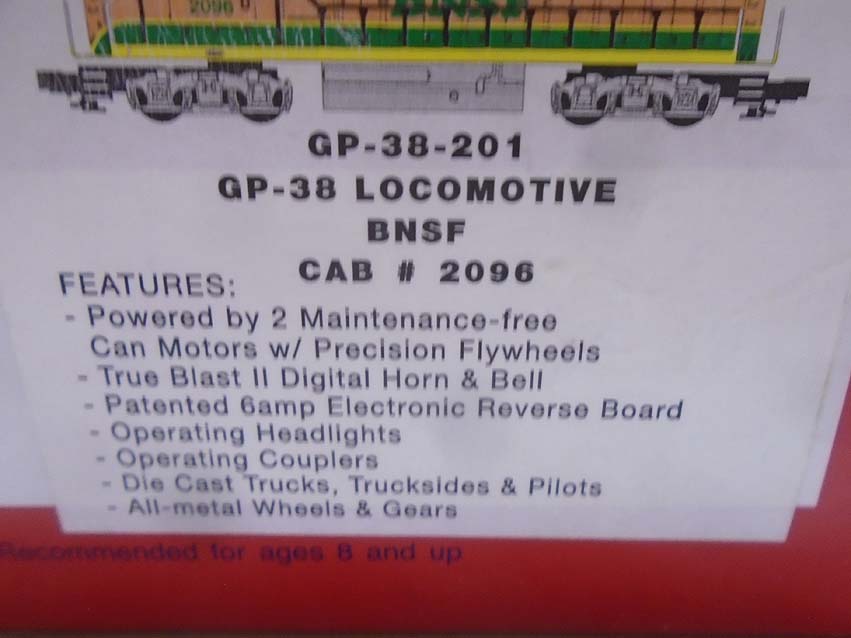 2096
BNSF
GP-38-201
GP-38 LOCOMOTIVE
BNSF
CAB # 2096
FEATURES:
- Powered by 2 Maintenance-free
Can Motors w/ Precision Flywheels
- True Blast II Digital Horn & Bell
- Patented 6amp Electronic Reverse Board
- Operating Headlights
- Operating Couplers
- Die Cast Trucks, Trucksides & Pilots
- All-metal Wheels & Gears
Recommended for ages 8 and up